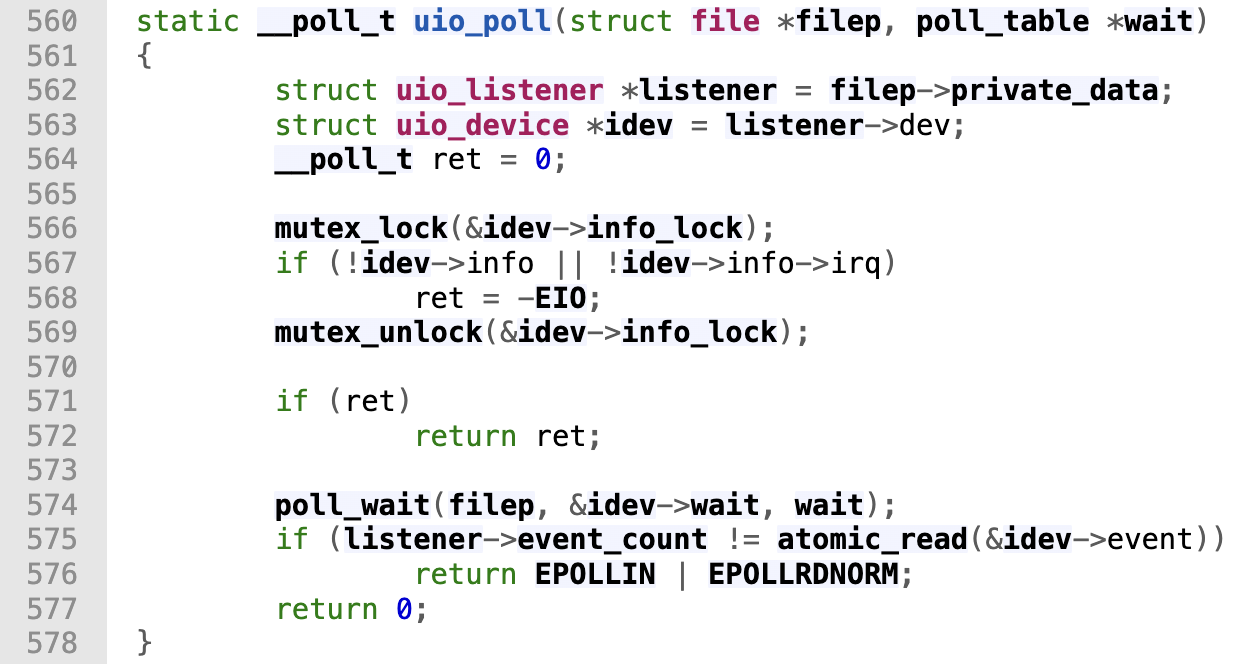 560 static __poll_t uio_poll(struct file *filep, poll_table *wait)
561 {
562         struct uio_listener *listener = filep->private_data;
563         struct uio_device *idev = listener->dev;
564         __poll_t ret = 0;
565
566         mutex_lock(&idev->info_lock);
567         if (!idev->info || !idev->info->irq)
568                 ret = -EIO;
569         mutex_unlock(&idev->info_lock);
570
571         if (ret)
572                 return ret;
573
574         poll_wait(filep, &idev->wait, wait);
575         if (listener->event_count != atomic_read(&idev->event))
576                 return EPOLLIN | EPOLLRDNORM;
577         return 0;
578 }